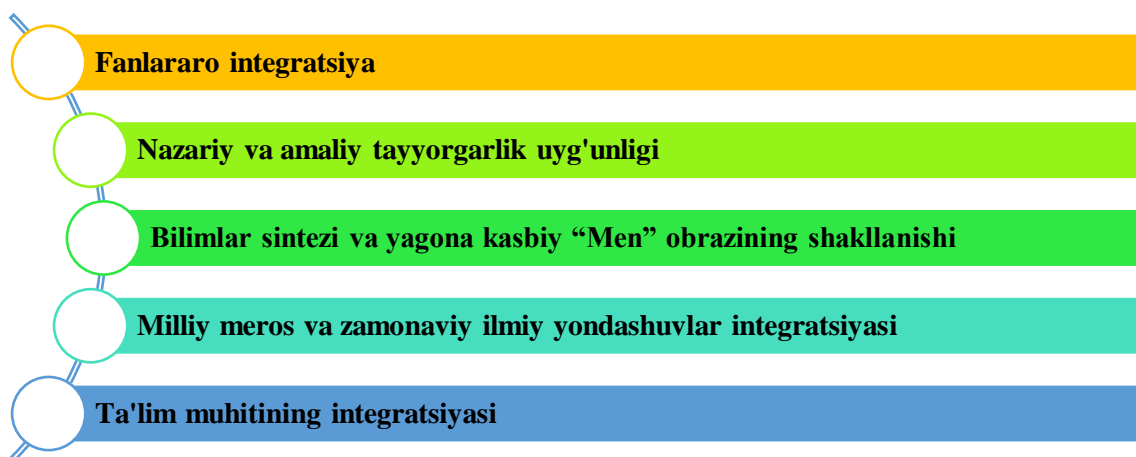 Fanlararo integratsiya
Nazariy va amaliy tayyorgarlik uyg'unligi
Bilimlar sintezi va yagona kasbiy “Men” obrazining shakllanishi
Milliy meros va zamonaviy ilmiy yondashuvlar integratsiyasi
Ta'lim muhitining integratsiyasi